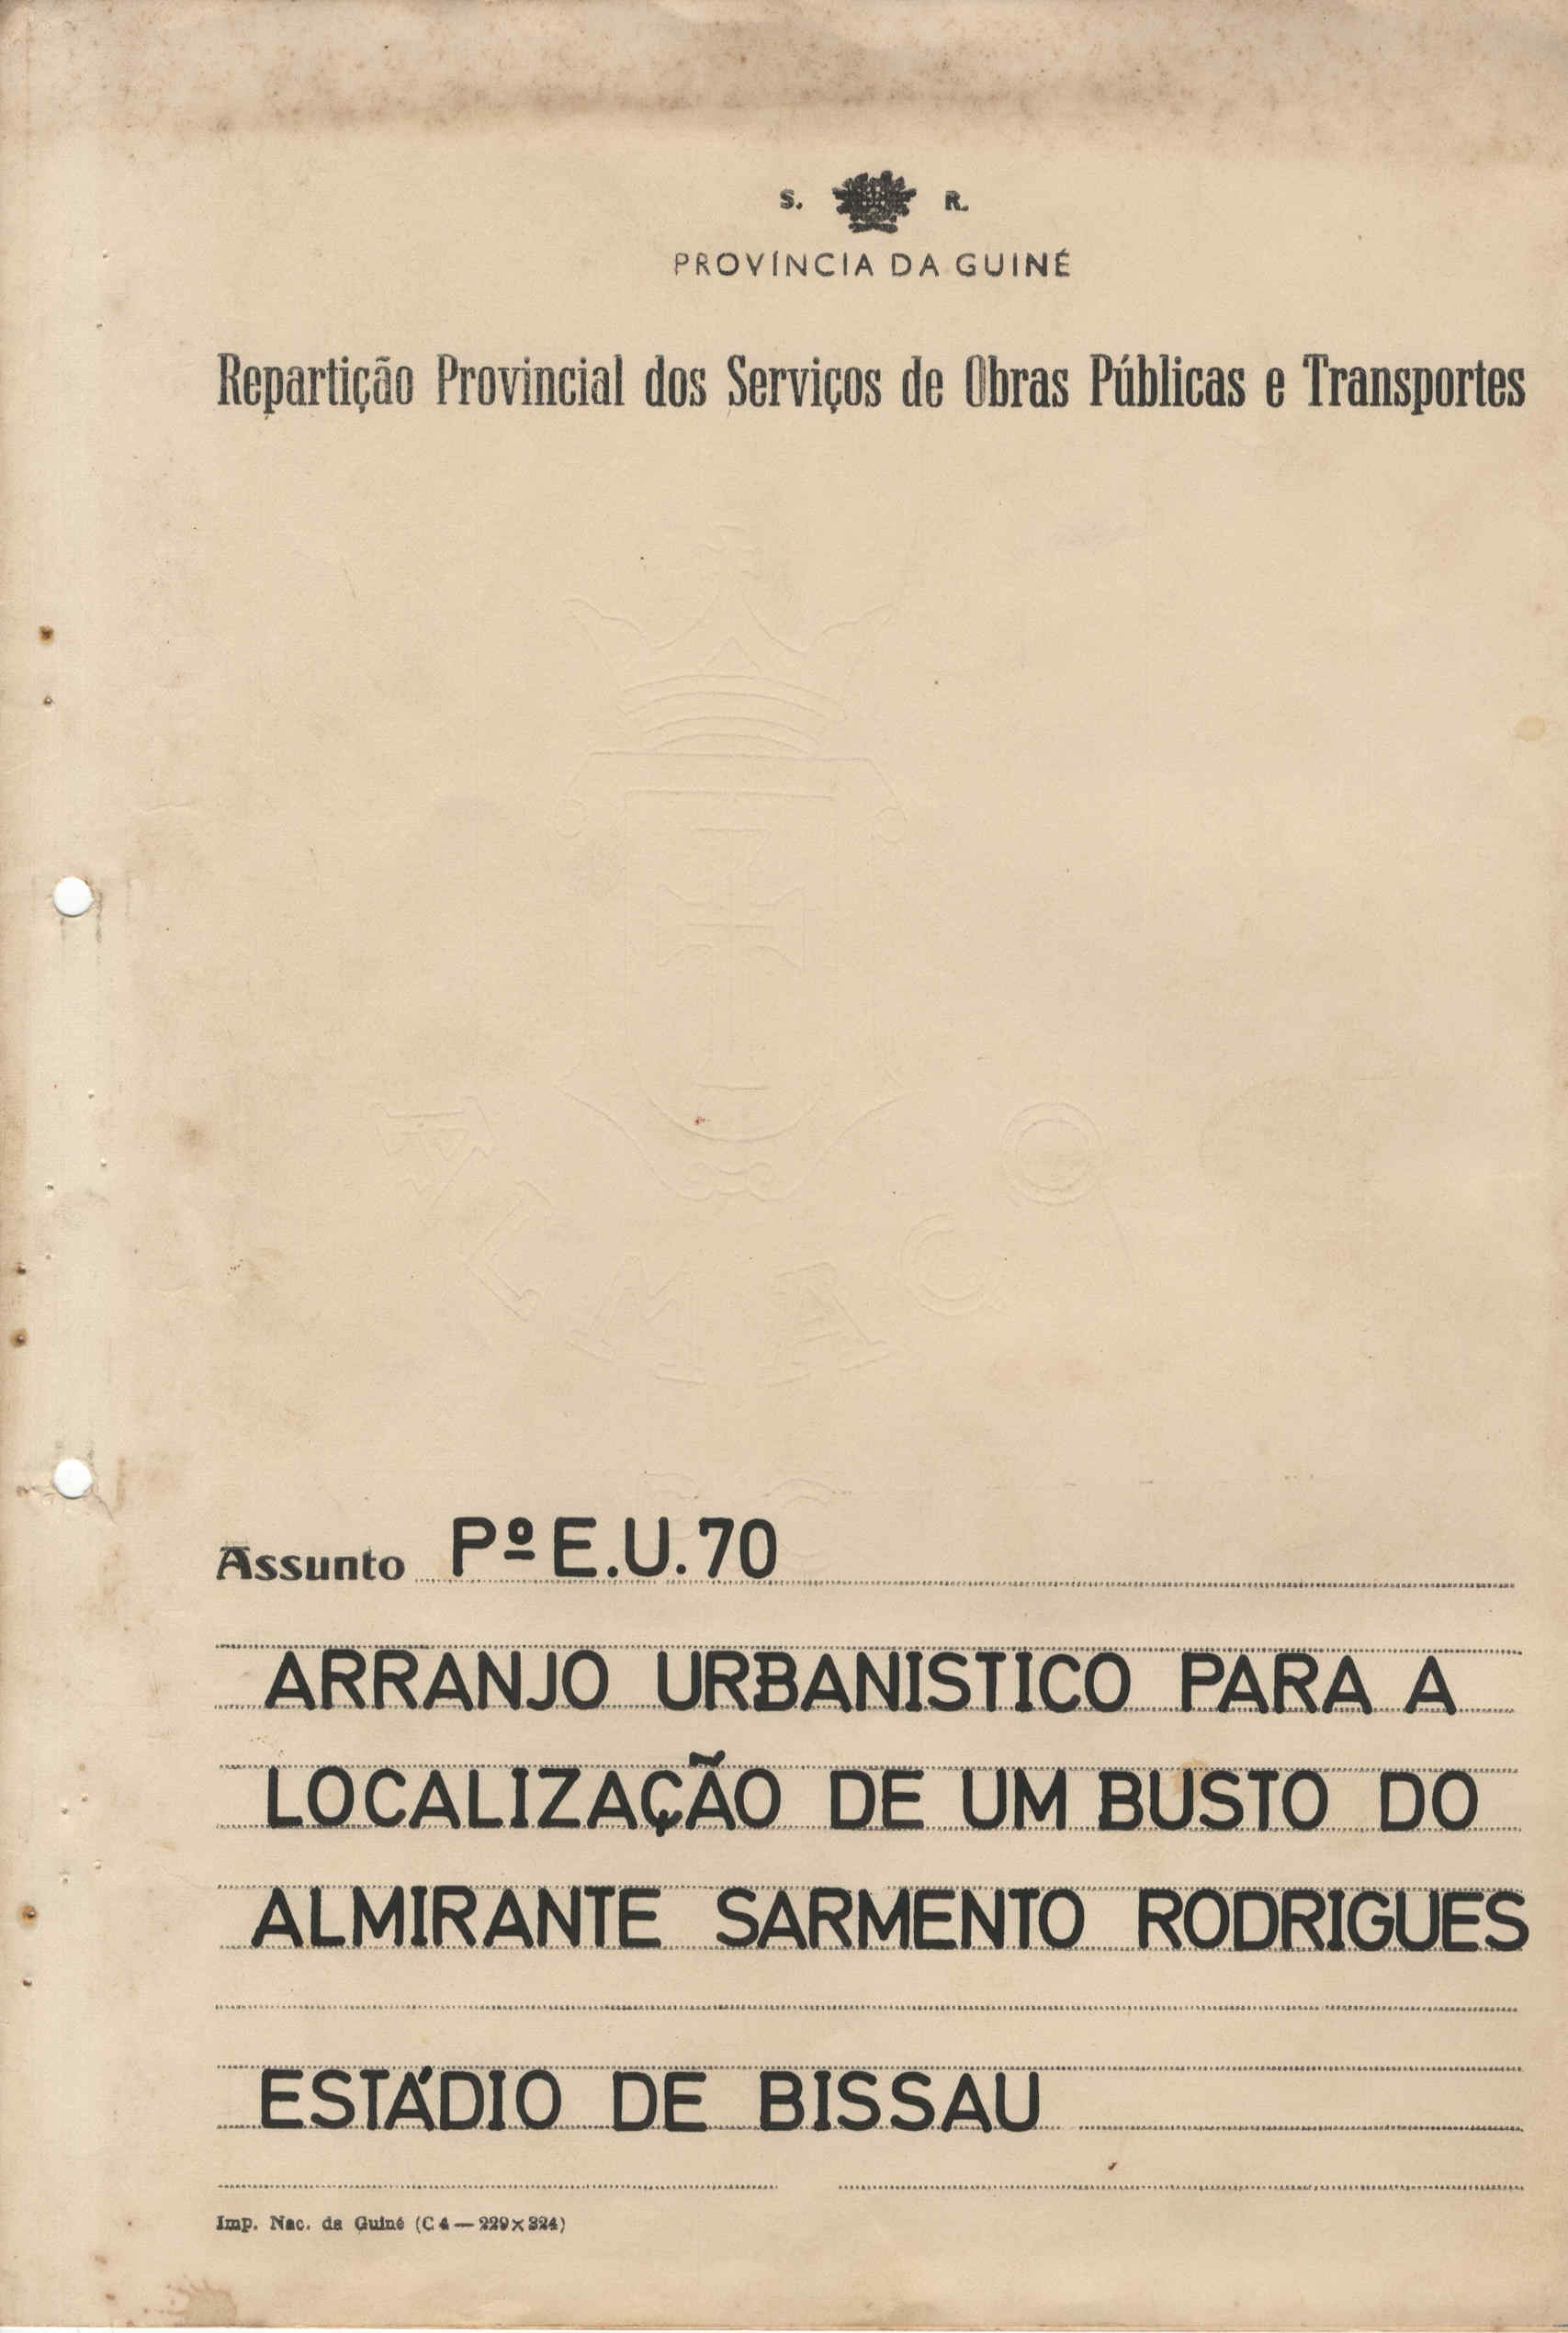 S. R.
PROVÍNCIA DA GUINÉ
Repartição Provincial dos Serviços de Obras Públicas e Transportes
Assunto Pº E.U.70
ARRANJO URBANISTICO PARA A
LOCALIZAÇÃO DE UM BUSTO DO
ALMIRANTE SARMENTO RODRIGUES
ESTÁDIO DE BISSAU
Imp. Nac. da Guiné (C 4 — 229 × 324)